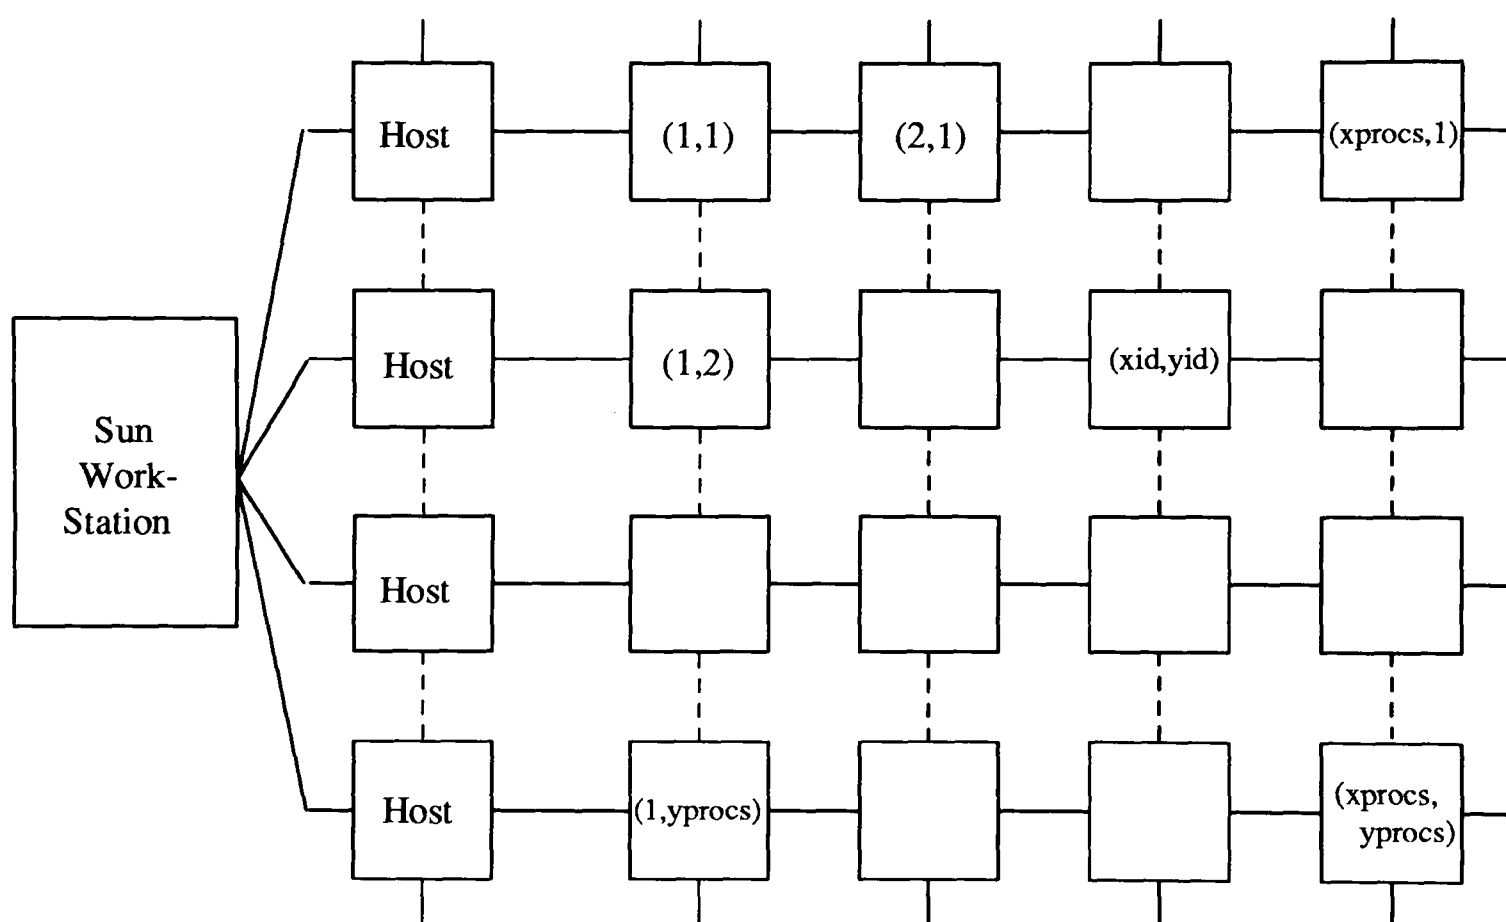 Host
(1,1)
(2,1)
(xprocs,1)
Host
(1,2)
(xid,yid)
Sun
Work-
Station
Host
Host
(1,yprocs)
(xprocs,
yprocs)